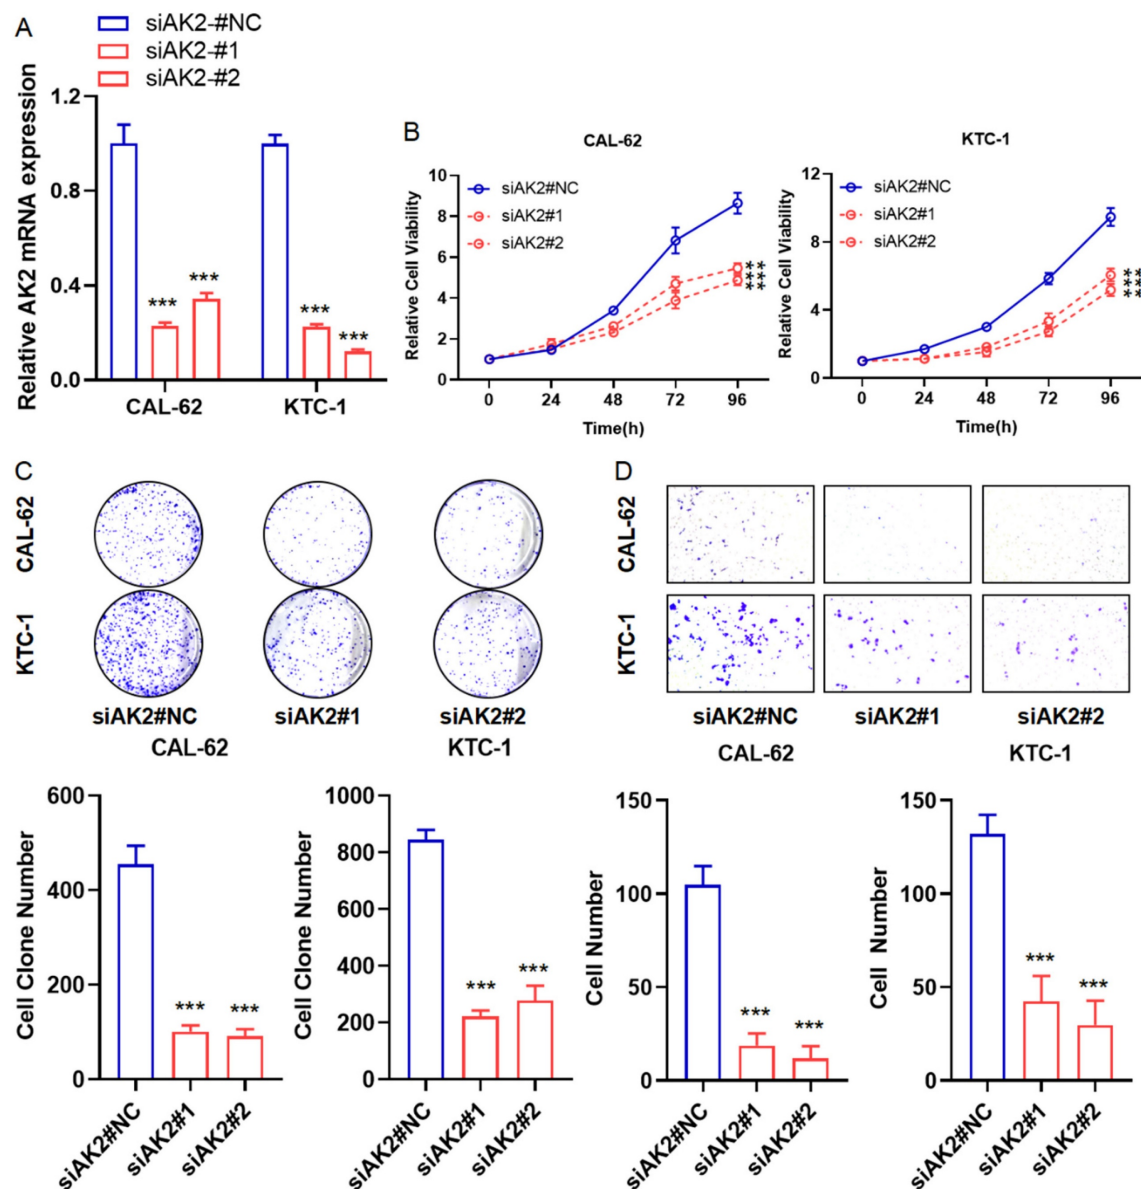 A
siAK2-#NC
siAK2-#1
siAK2-#2
Relative AK2 mRNA expression
1.2
0.8
0.4
0.0
***
***
***
***
CAL-62
KTC-1
B
CAL-62
Relative Cell Viability
10
8
6
4
2
0
siAK2#NC
siAK2#1
siAK2#2
***
***
0
24
48
72
96
Time(h)
KTC-1
Relative Cell Viability
12
8
4
0
siAK2#NC
siAK2#1
siAK2#2
***
***
0
24
48
72
96
Time(h)
C
CAL-62
KTC-1
siAK2#NC
siAK2#1
siAK2#2
CAL-62
Cell Clone Number
600
400
200
0
***
***
siAK2#NC
siAK2#1
siAK2#2
KTC-1
Cell Clone Number
1000
800
600
400
200
0
***
***
siAK2#NC
siAK2#1
siAK2#2
D
CAL-62
KTC-1
siAK2#NC
siAK2#1
siAK2#2
CAL-62
Cell Number
150
100
50
0
***
***
siAK2#NC
siAK2#1
siAK2#2
KTC-1
Cell Number
150
100
50
0
***
***
siAK2#NC
siAK2#1
siAK2#2